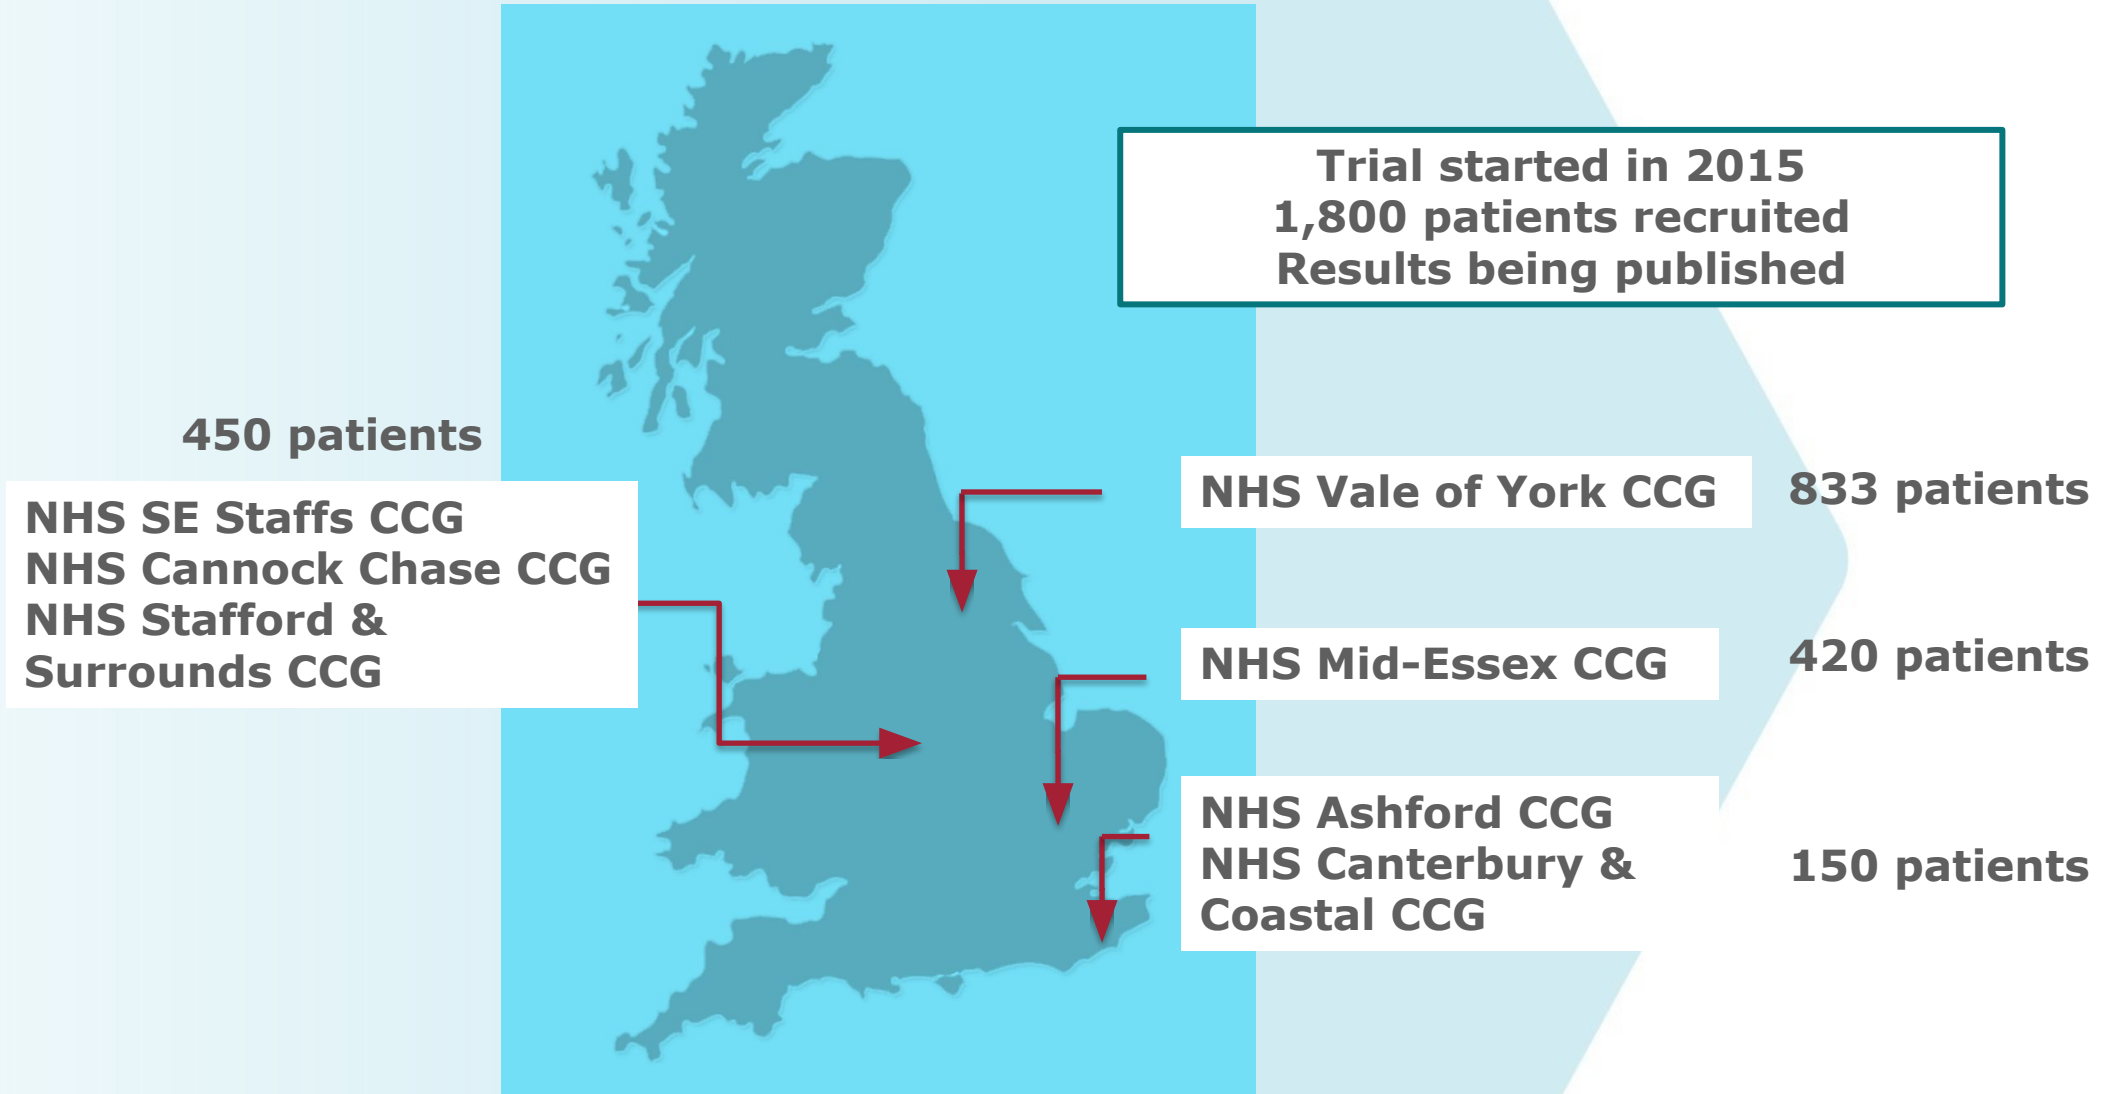 Trial started in 2015
1,800 patients recruited
Results being published
450 patients
NHS SE Staffs CCG
NHS Cannock Chase CCG
NHS Stafford &
Surrounds CCG
NHS Vale of York CCG
833 patients
NHS Mid-Essex CCG
420 patients
NHS Ashford CCG
NHS Canterbury &
Coastal CCG
150 patients